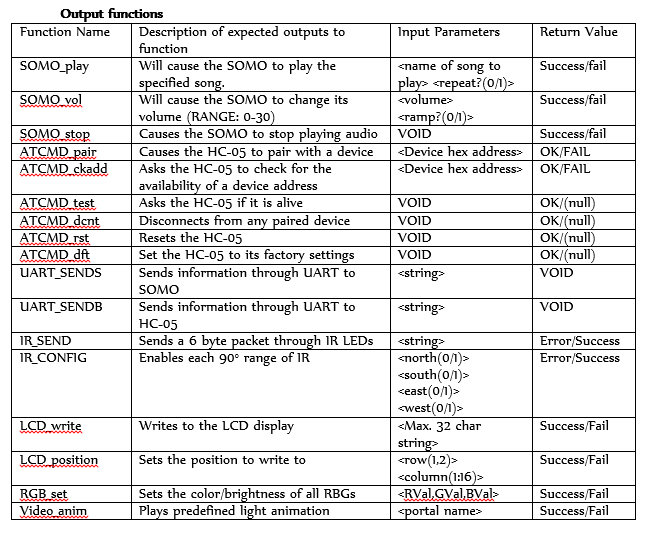 Output functions
Function Name Description of expected outputs to function Input Parameters Return Value
SOMO_play Will cause the SOMO to play the specified song. <name of song to play> <repeat?(0/1)> Success/fail
SOMO_vol Will cause the SOMO to change its volume (RANGE: 0-30) <volume> <ramp?(0/1)> Success/fail
SOMO_stop Causes the SOMO to stop playing audio VOID Success/fail
ATCMD_pair Causes the HC-05 to pair with a device <Device hex address> OK/FAIL
ATCMD_ckadd Asks the HC-05 to check for the availability of a device address <Device hex address> OK/FAIL
ATCMD_test Asks the HC-05 if it is alive VOID OK/(null)
ATCMD_dcnt Disconnects from any paired device VOID OK/(null)
ATCMD_rst Resets the HC-05 VOID OK/(null)
ATCMD_dft Set the HC-05 to its factory settings VOID OK/(null)
UART_SENDS Sends information through UART to SOMO <string> VOID
UART_SENDB Sends information through UART to HC-05 <string> VOID
IR_SEND Sends a 6 byte packet through IR LEDs <string> Error/Success
IR_CONFIG Enables each 90° range of IR <north(0/1)> <south(0/1)> <east(0/1)> <west(0/1)> Error/Success
LCD_write Writes to the LCD display <Max. 32 char string> Success/Fail
LCD_position Sets the position to write to <row(1,2)> <column(1:16)> Success/Fail
RGB_set Sets the color/brightness of all RBGs <RVal,GVal,BVal> Success/Fail
Video_anim Plays predefined light animation <portal name> Success/Fail